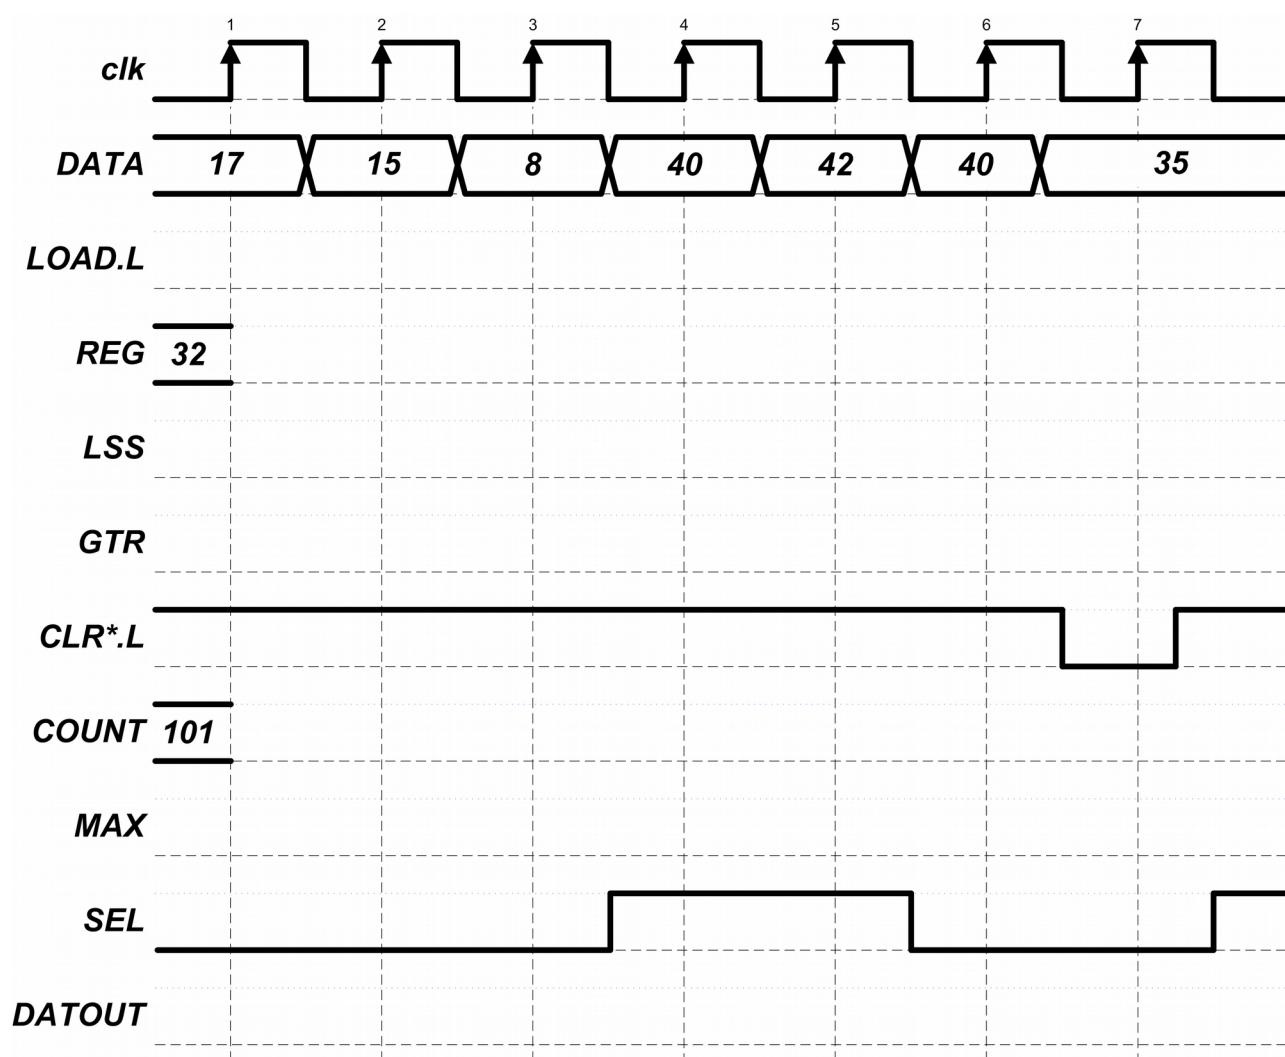 1 2 3 4 5 6 7
clk
DATA 17 15 8 40 42 40 35
LOAD.L
REG 32
LSS
GTR
CLR*.L
COUNT 101
MAX
SEL
DATOUT